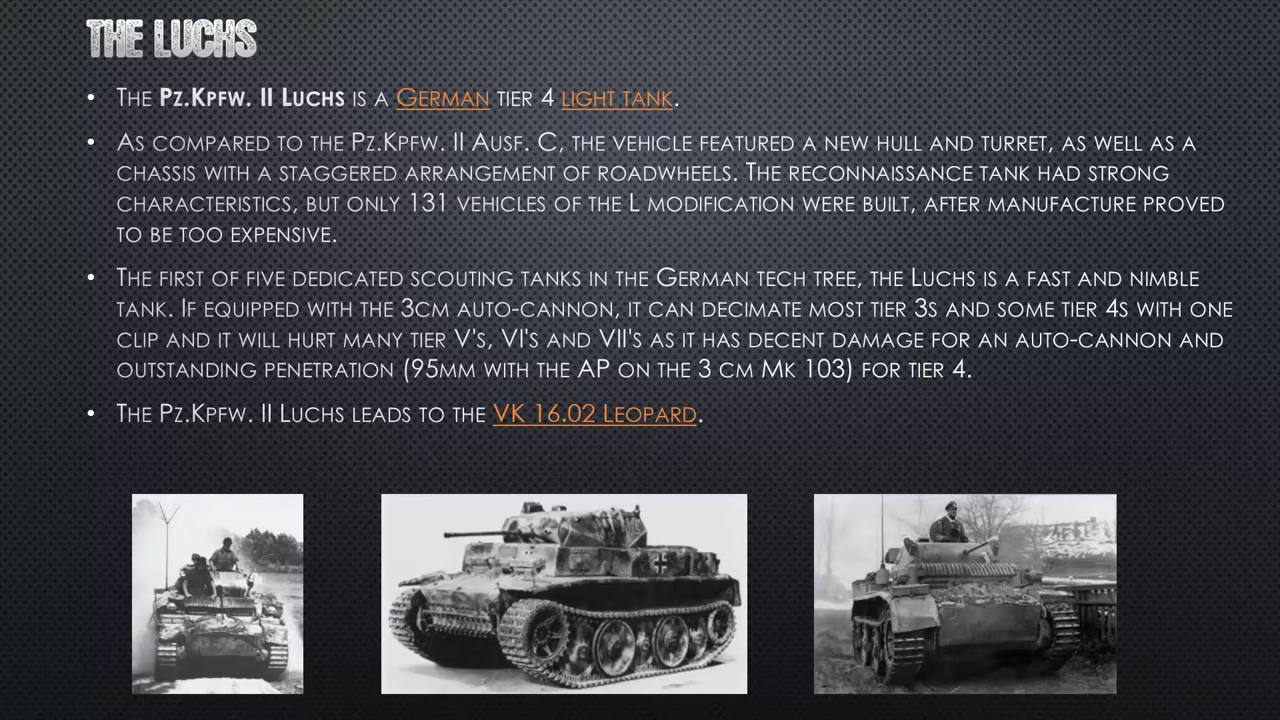 The Luchs
• The Pz.Kpfw. II Luchs is a German tier 4 light tank.
• As compared to the Pz.Kpfw. II Ausf. C, the vehicle featured a new hull and turret, as well as a
chassis with a staggered arrangement of roadwheels. The reconnaissance tank had strong
characteristics, but only 131 vehicles of the L modification were built, after manufacture proved
to be too expensive.
• The first of five dedicated scouting tanks in the German tech tree, the Luchs is a fast and nimble
tank. If equipped with the 3cm auto-cannon, it can decimate most tier 3s and some tier 4s with one
clip and it will hurt many tier V's, VI's and VII's as it has decent damage for an auto-cannon and
outstanding penetration (95mm with the AP on the 3 cm Mk 103) for tier 4.
• The Pz.Kpfw. II Luchs leads to the VK 16.02 Leopard.